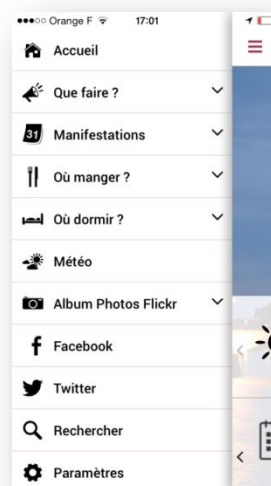 Orange F 17:01
Accueil
Que faire ?
31 Manifestations
Où manger ?
Où dormir ?
Météo
Album Photos Flickr
Facebook
Twitter
Rechercher
Paramètres